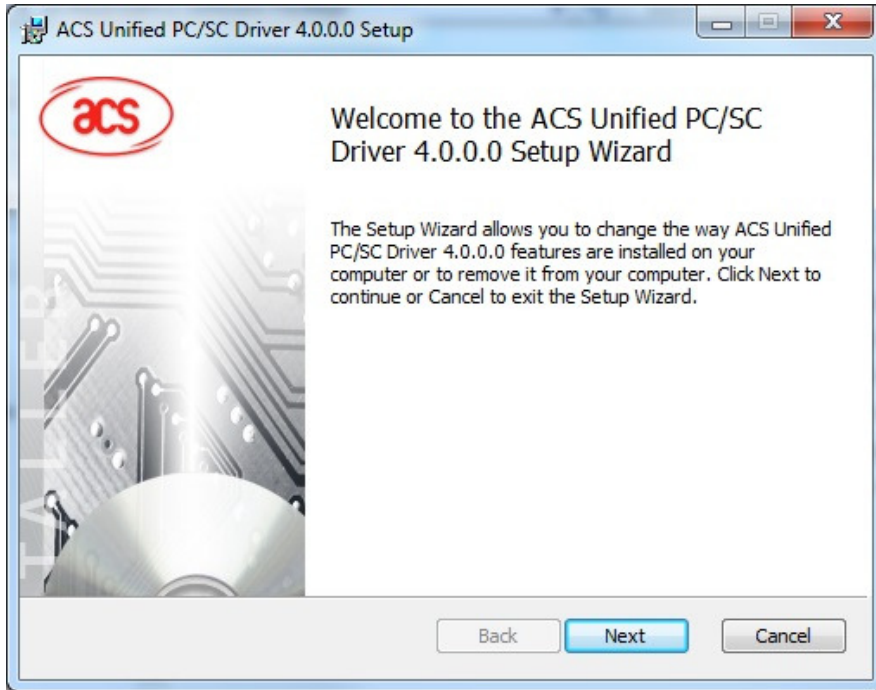 ACS Unified PC/SC Driver 4.0.0.0 Setup
acs
Welcome to the ACS Unified PC/SC
Driver 4.0.0.0 Setup Wizard
The Setup Wizard allows you to change the way ACS Unified
PC/SC Driver 4.0.0.0 features are installed on your
computer or to remove it from your computer. Click Next to
continue or Cancel to exit the Setup Wizard.
TALLER
Back
Next
Cancel